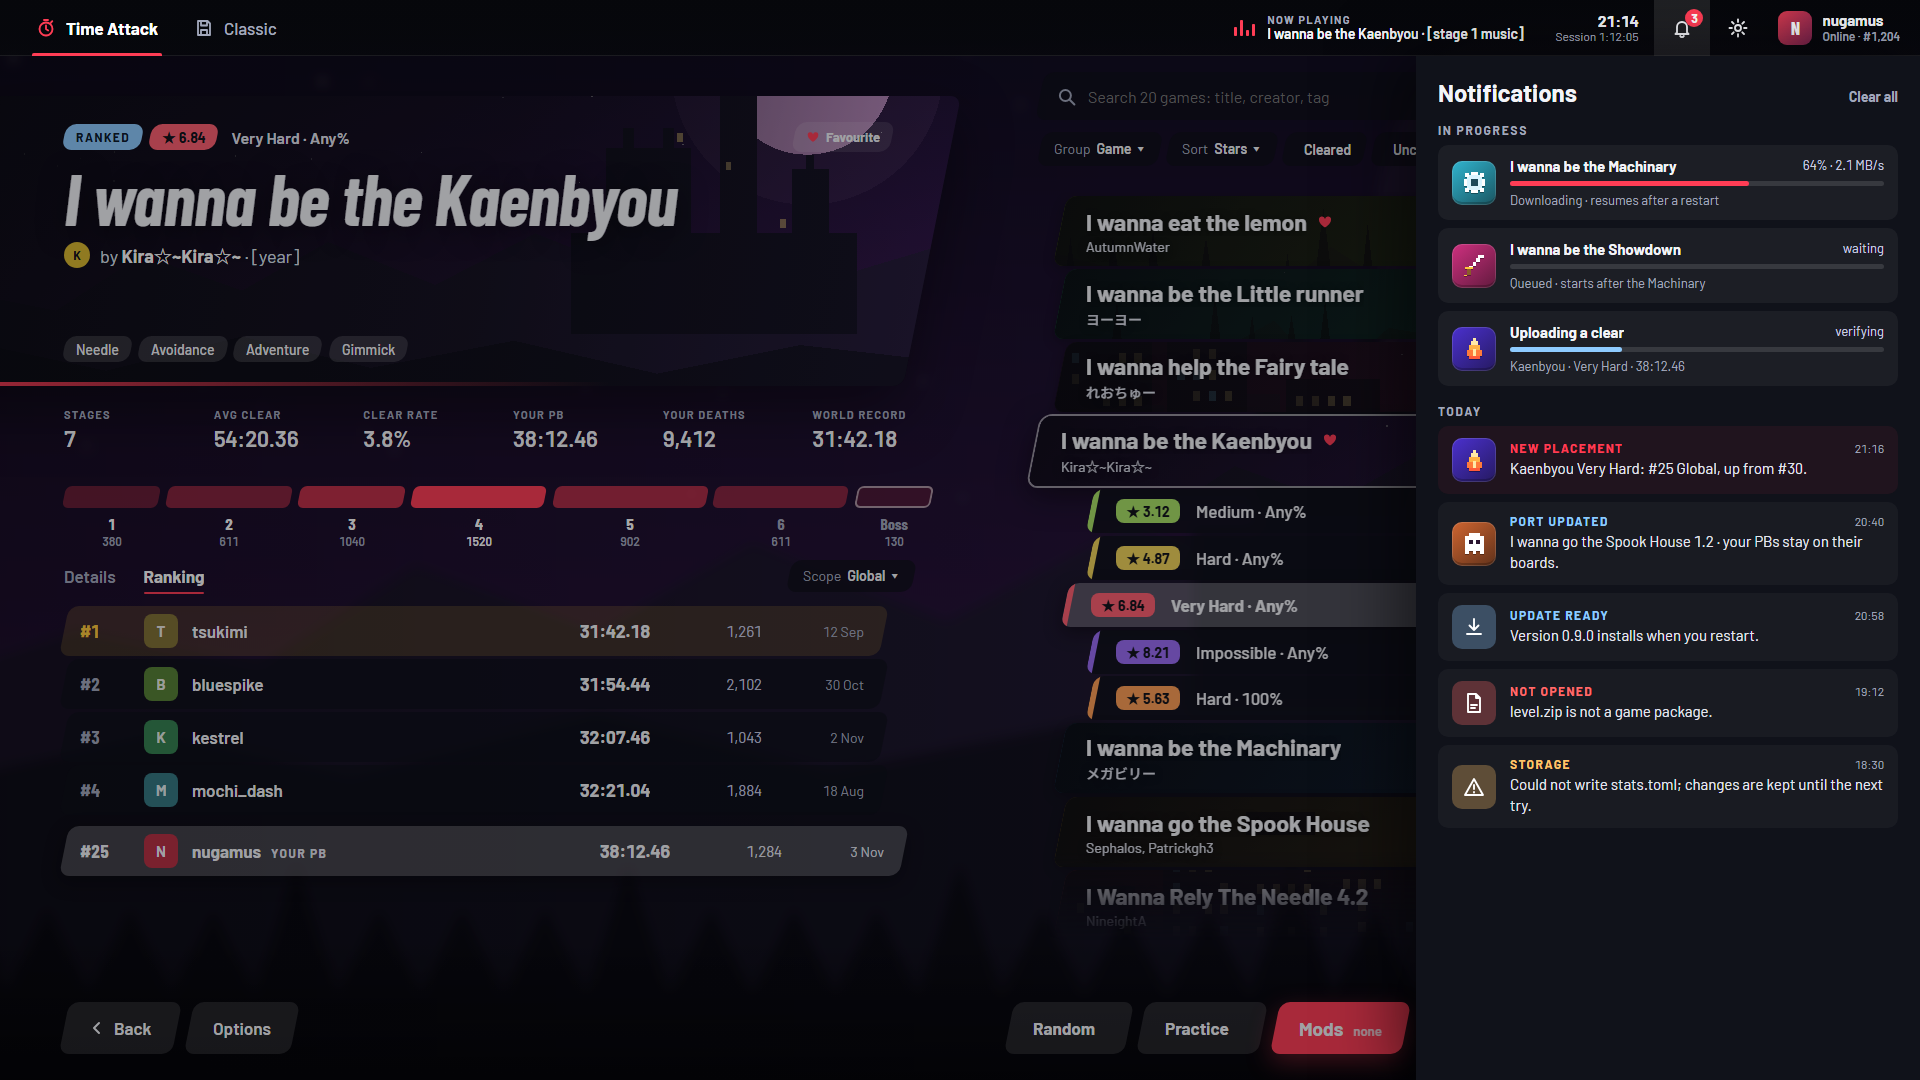 Time Attack
Classic
NOW PLAYING
I wanna be the Kaenbyou · [stage 1 music]
21:14
Session 1:12:05
3
N
nugamus
Online · #1,204
RANKED
★ 6.84
Very Hard · Any%
Favourite
I wanna be the Kaenbyou
K
by Kira☆~Kira☆~ · [year]
Needle
Avoidance
Adventure
Gimmick
STAGES
7
AVG CLEAR
54:20.36
CLEAR RATE
3.8%
YOUR PB
38:12.46
YOUR DEATHS
9,412
WORLD RECORD
31:42.18
1
380
2
611
3
1040
4
1520
5
902
6
611
Boss
130
Details
Ranking
Scope Global
#1 T tsukimi 31:42.18 1,261 12 Sep
#2 B bluespike 31:54.44 2,102 30 Oct
#3 K kestrel 32:07.46 1,043 2 Nov
#4 M mochi_dash 32:21.04 1,884 18 Aug
#25 N nugamus YOUR PB 38:12.46 1,284 3 Nov
Back
Options
Search 20 games: title, creator, tag
Group Game
Sort Stars
Cleared
Unc
I wanna eat the lemon
AutumnWater
I wanna be the Little runner
ヨーヨー
I wanna help the Fairy tale
れおちゅー
I wanna be the Kaenbyou
Kira☆~Kira☆~
★ 3.12 Medium · Any%
★ 4.87 Hard · Any%
★ 6.84 Very Hard · Any%
★ 8.21 Impossible · Any%
★ 5.63 Hard · 100%
I wanna be the Machinary
メガビリー
I wanna go the Spook House
Sephalos, Patrickgh3
I Wanna Rely The Needle 4.2
NineightA
Random
Practice
Mods none
Notifications
Clear all
IN PROGRESS
I wanna be the Machinary
64% · 2.1 MB/s
Downloading · resumes after a restart
I wanna be the Showdown
waiting
Queued · starts after the Machinary
Uploading a clear
verifying
Kaenbyou · Very Hard · 38:12.46
TODAY
NEW PLACEMENT
21:16
Kaenbyou Very Hard: #25 Global, up from #30.
PORT UPDATED
20:40
I wanna go the Spook House 1.2 · your PBs stay on their
boards.
UPDATE READY
20:58
Version 0.9.0 installs when you restart.
NOT OPENED
19:12
level.zip is not a game package.
STORAGE
18:30
Could not write stats.toml; changes are kept until the next
try.